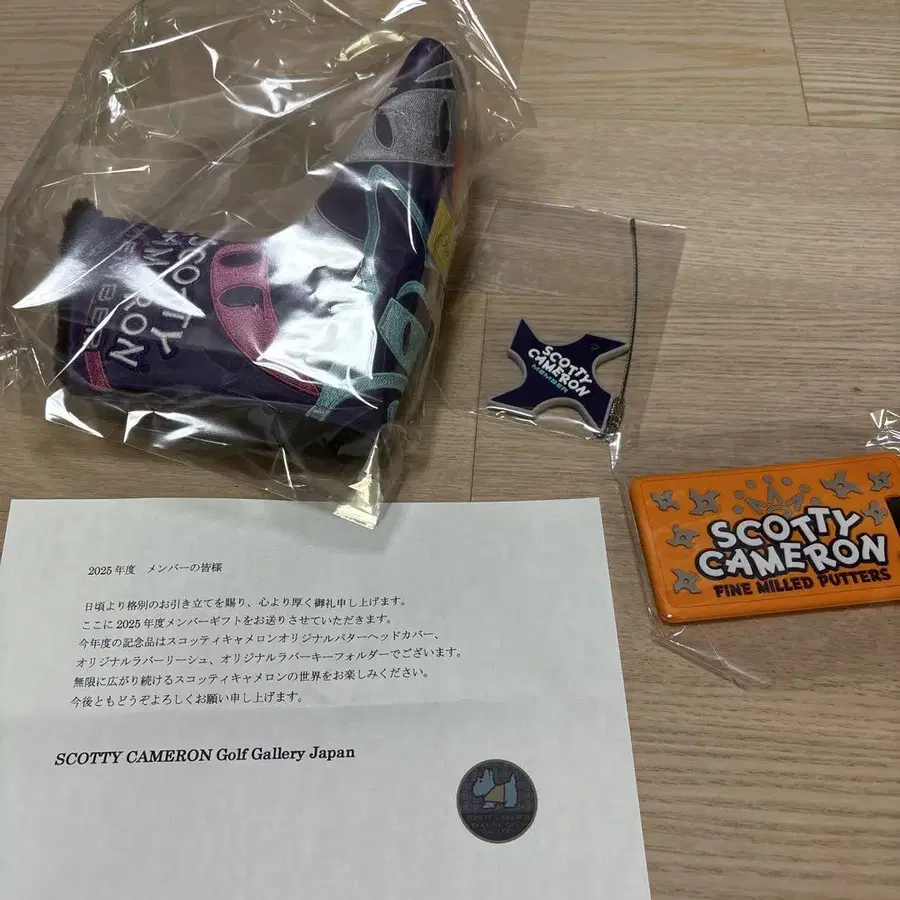 SCOTTY
CAMERON
SCOTTY
CAMERON
MEMBER
SCOTTY
CAMERON
FINE MILLED PUTTERS
2025年度　メンバーの皆様
日頃より格別のお引き立てを賜り、心より厚く御礼申し上げます。
ここに2025年度メンバーギフトをお送りさせていただきます。
今年度の記念品はスコッティキャメロンオリジナルパターヘッドカバー、
オリジナルラバーリーシュ、オリジナルラバーキーフォルダーでございます。
無限に広がり続けるスコッティキャメロンの世界をお楽しみください。
今後ともどうぞよろしくお願い申し上げます。
SCOTTY CAMERON Golf Gallery Japan